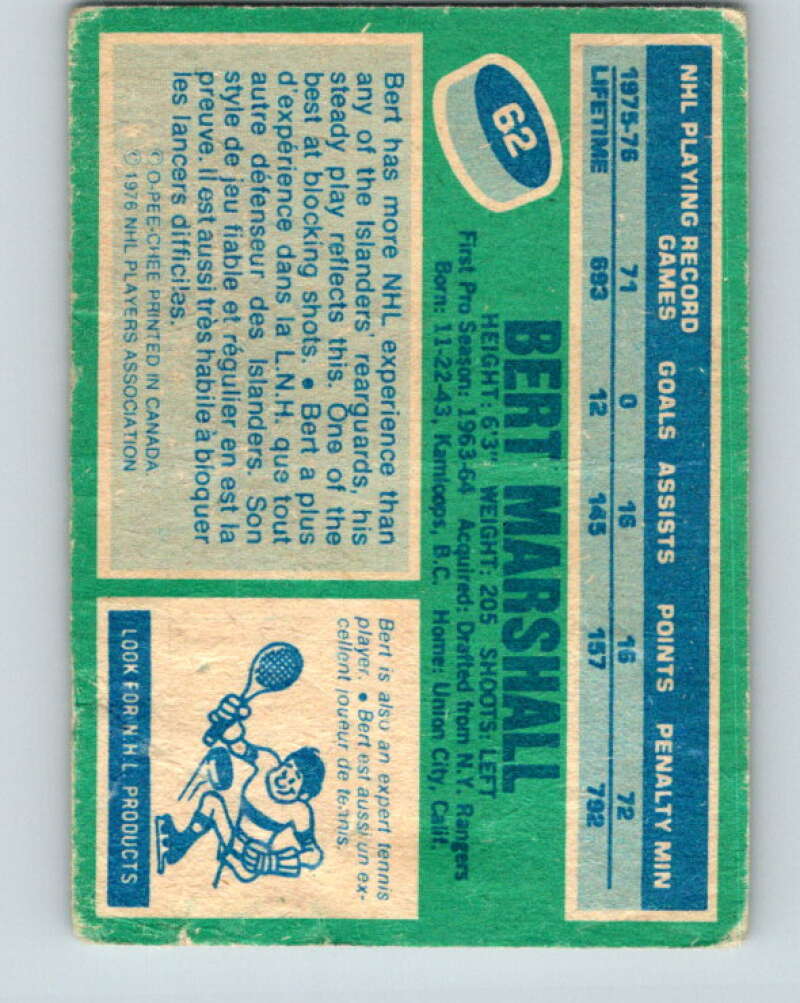 NHL PLAYING RECORD
GAMES GOALS ASSISTS POINTS PENALTY MIN
1975-76 71 0 16 16 72
LIFETIME 693 12 145 157 792
62
BERT MARSHALL
HEIGHT: 6'3" WEIGHT: 205 SHOOTS: LEFT
First Pro Season: 1963-64 Acquired: Drafted from N.Y. Rangers
Born: 11-22-43, Kamloops, B.C. Home: Union City, Calif.
Bert has more NHL experience than
any of the Islanders' rearguards, his
steady play reflects this. One of the
best at blocking shots. • Bert a plus
d'expérience dans la L.N.H. que tout
autre défenseur des Islanders. Son
style de jeu fiable et régulier en est la
preuve. Il est aussi très habile à bloquer
les lancers difficiles.
© O-PEE-CHEE PRINTED IN CANADA.
© 1976 NHL PLAYERS ASSOCIATION
Bert is also an expert tennis
player. • Bert est aussi un ex-
cellent joueur de tennis.
LOOK FOR N.H.L. PRODUCTS